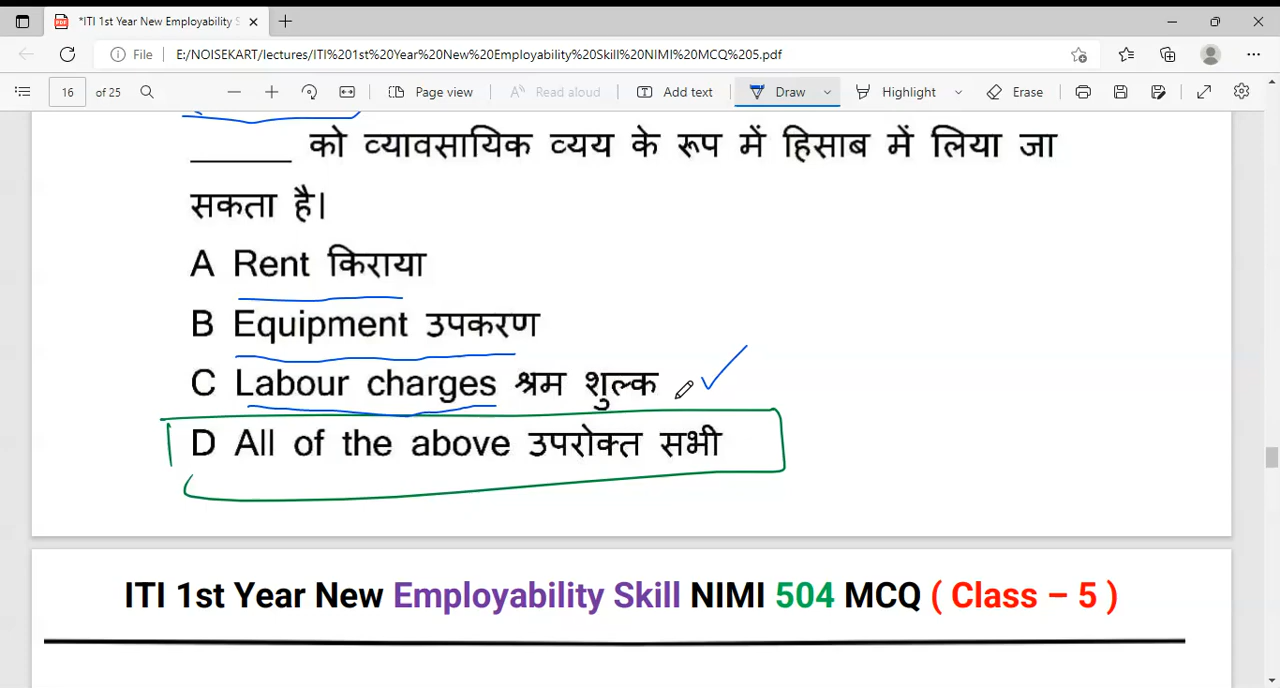 *ITI 1st Year New Employability S
File
E:/NOISEKART/lectures/ITI%201st%20Year%20New%20Employability%20Skill%20NIMI%20MCQ%205.pdf
16 of 25
Page view
Read aloud
Add text
Draw
Highlight
Erase
______ को व्यावसायिक व्यय के रूप में हिसाब में लिया जा
सकता है।
A Rent किराया
B Equipment उपकरण
C Labour charges श्रम शुल्क
D All of the above उपरोक्त सभी
ITI 1st Year New Employability Skill NIMI 504 MCQ ( Class – 5 )